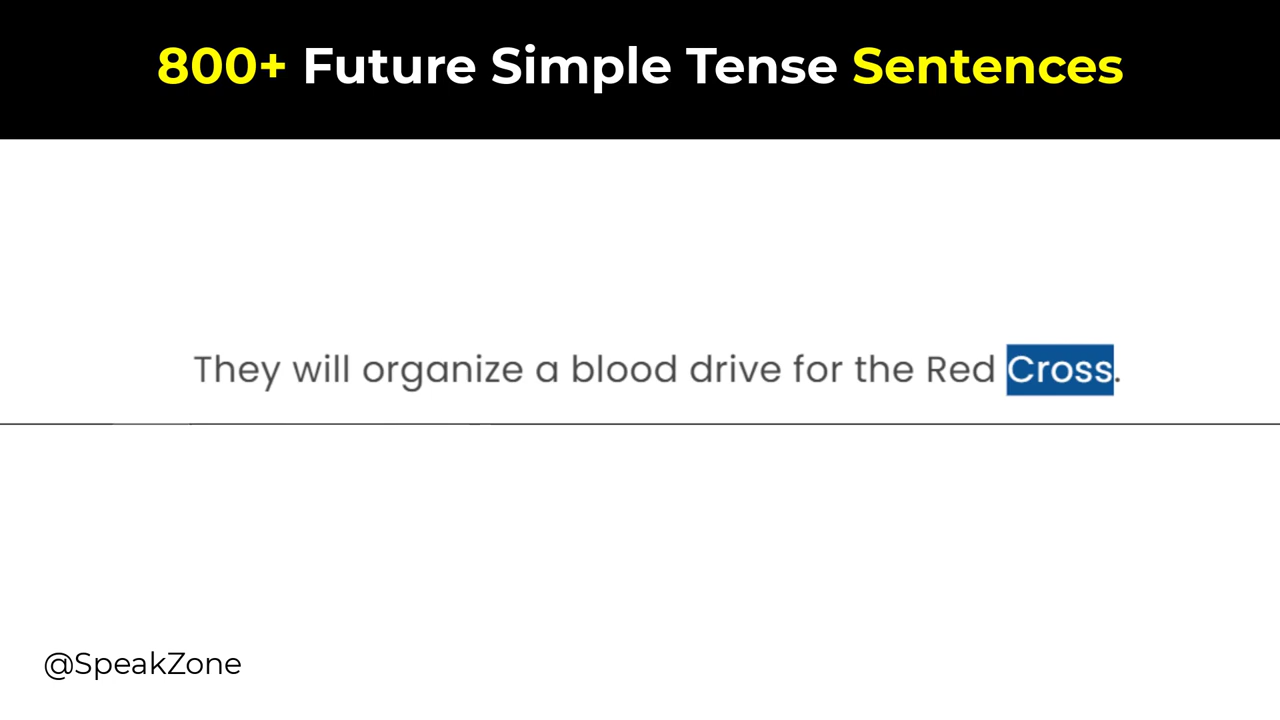 800+ Future Simple Tense Sentences
They will organize a blood drive for the Red Cross.
@SpeakZone